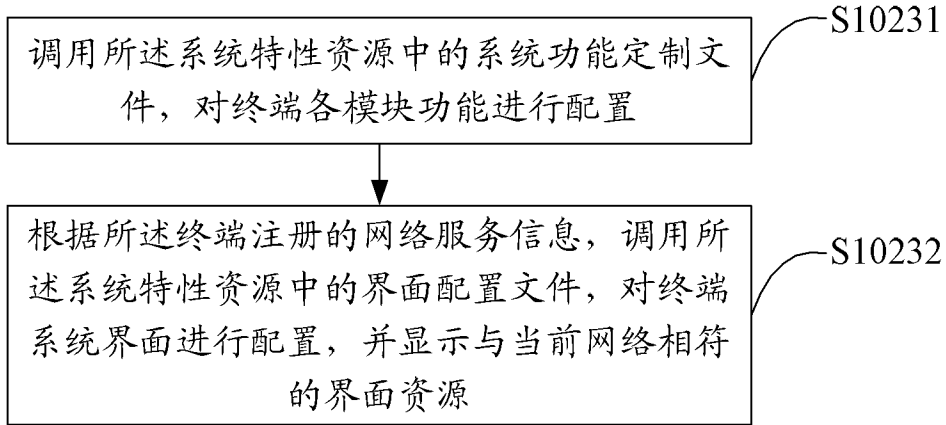 S10231
调用所述系统特性资源中的系统功能定制文
件，对终端各模块功能进行配置
根据所述终端注册的网络服务信息，调用所
述系统特性资源中的界面配置文件，对终端
系统界面进行配置，并显示与当前网络相符
的界面资源
S10232